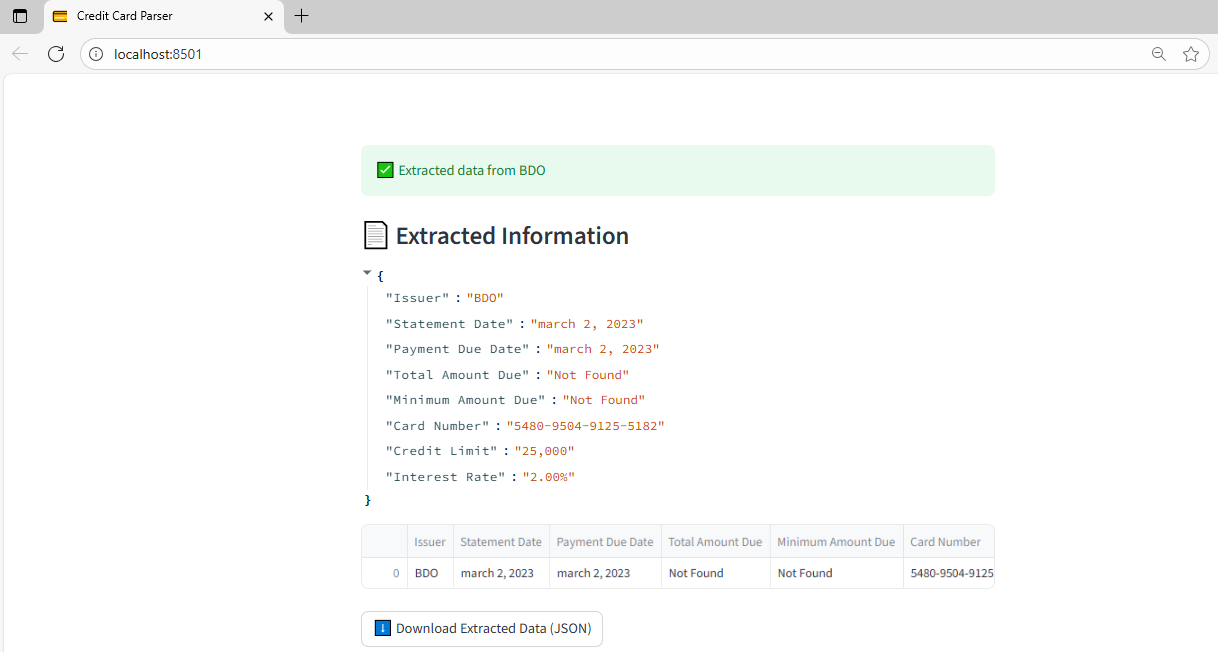 Credit Card Parser
localhost:8501
Extracted data from BDO
Extracted Information
{
"Issuer" : "BDO"
"Statement Date" : "march 2, 2023"
"Payment Due Date" : "march 2, 2023"
"Total Amount Due" : "Not Found"
"Minimum Amount Due" : "Not Found"
"Card Number" : "5480-9504-9125-5182"
"Credit Limit" : "25,000"
"Interest Rate" : "2.00%"
}
Issuer Statement Date Payment Due Date Total Amount Due Minimum Amount Due Card Number
0 BDO march 2, 2023 march 2, 2023 Not Found Not Found 5480-9504-9125
Download Extracted Data (JSON)